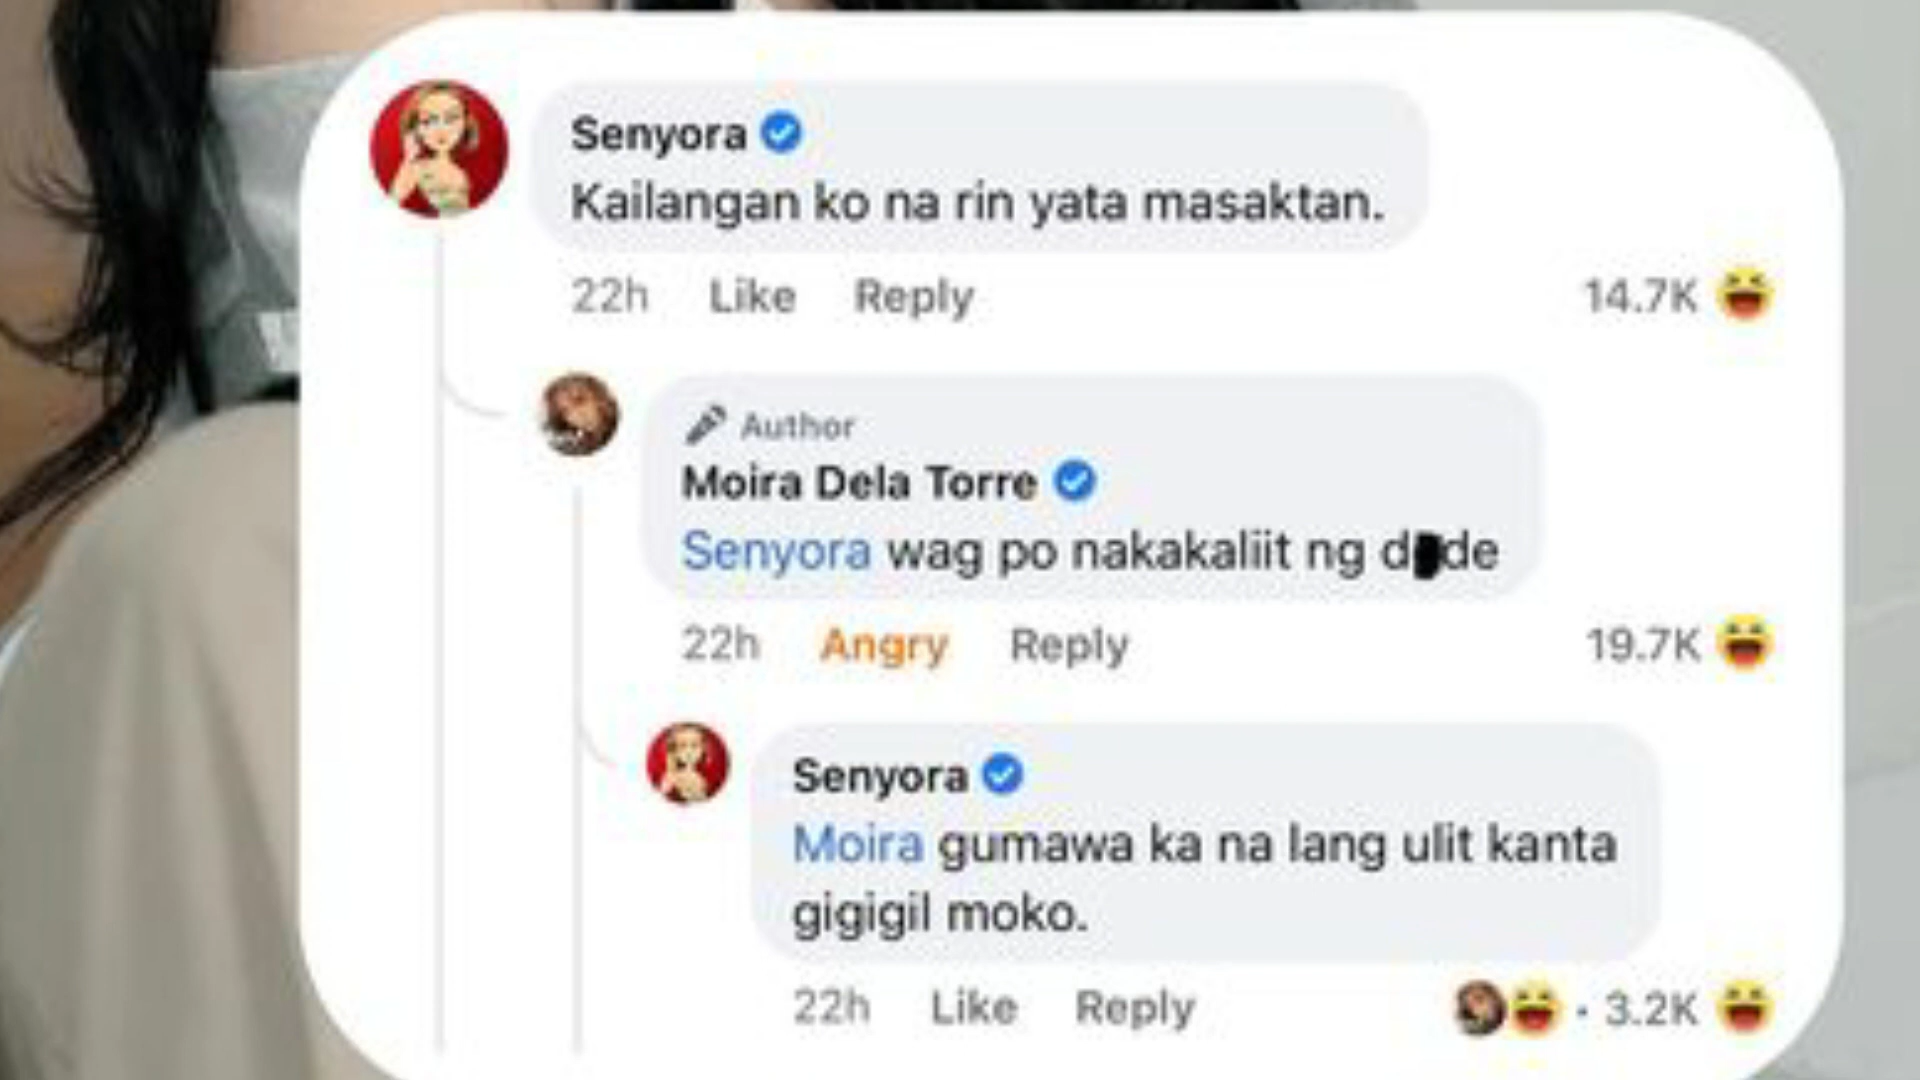 Senyora
Kailangan ko na rin yata masaktan.
22h Like Reply 14.7K
Author
Moira Dela Torre
Senyora wag po nakakaliit ng d de
22h Angry Reply 19.7K
Senyora
Moira gumawa ka na lang ulit kanta
gigigil moko.
22h Like Reply · 3.2K